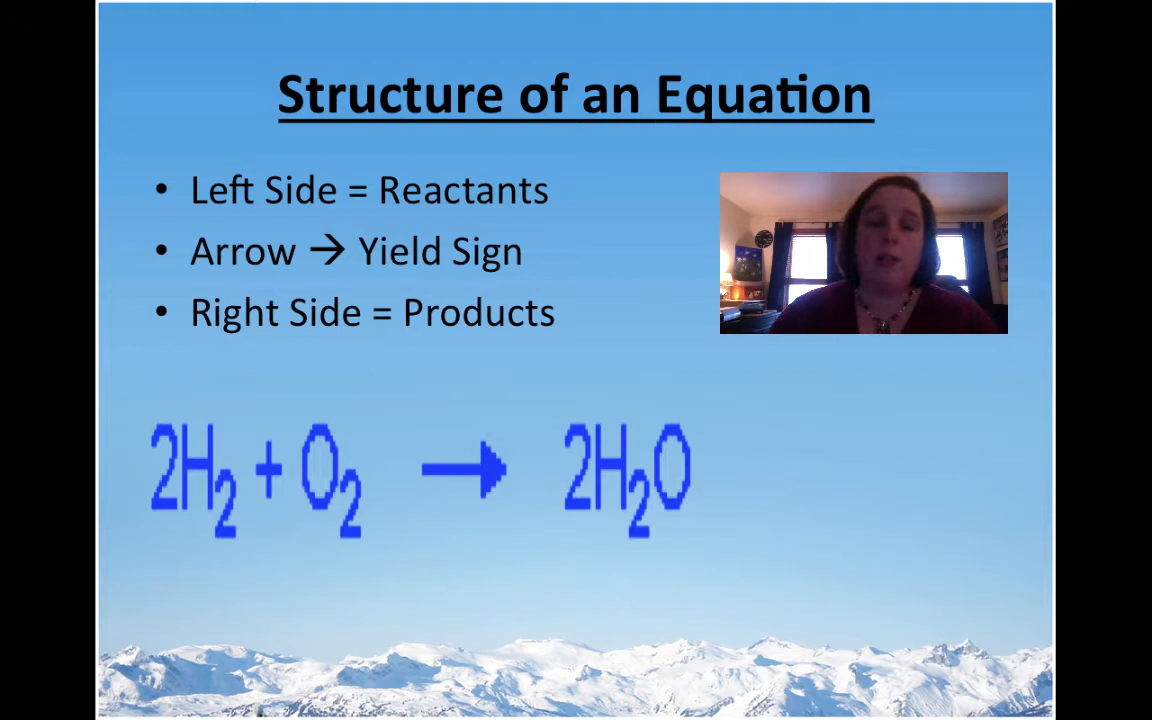 Structure of an Equation
• Left Side = Reactants
• Arrow → Yield Sign
• Right Side = Products
2H₂ + O₂ → 2H₂O